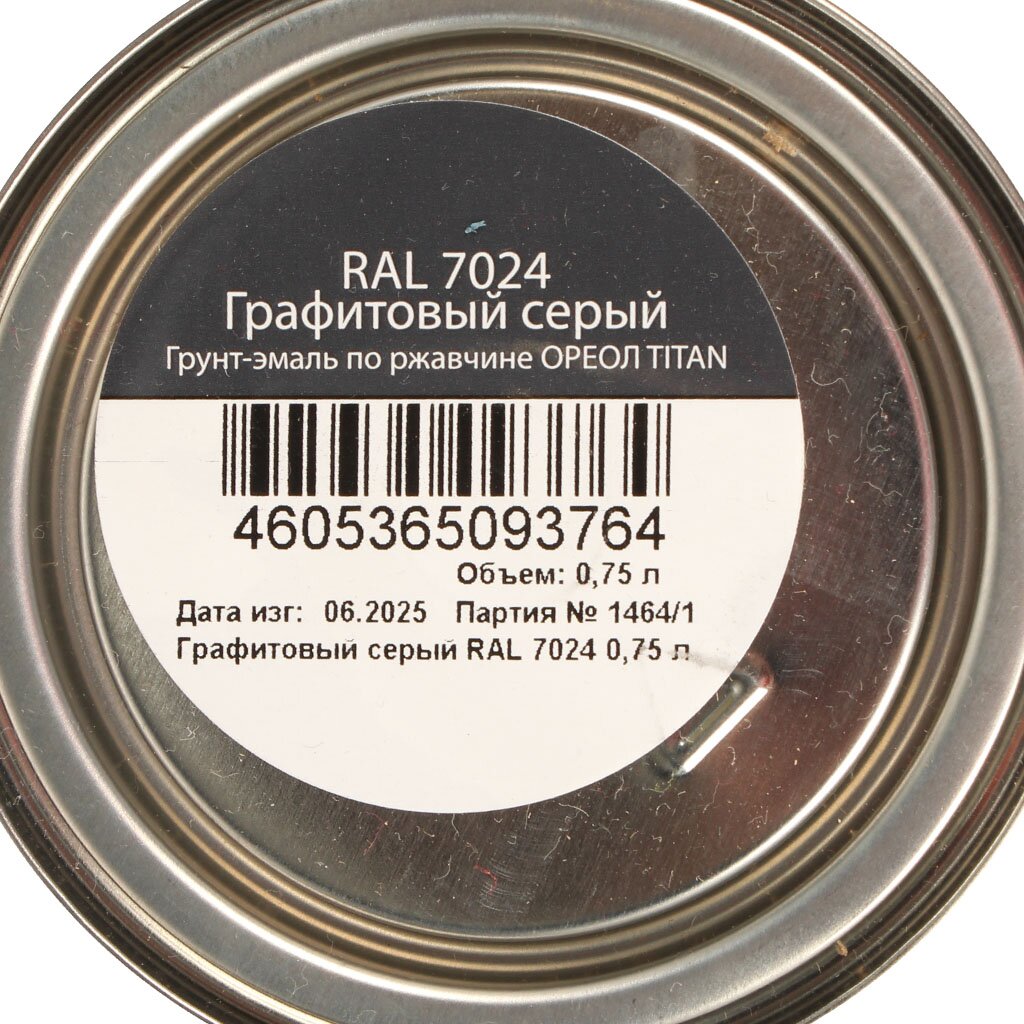 RAL 7024
Графитовый серый
Грунт-эмаль по ржавчине ОРЕОЛ TITAN
4605365093764
Объем: 0,75 л
Дата изг: 06.2025 Партия № 1464/1
Графитовый серый RAL 7024 0,75 л